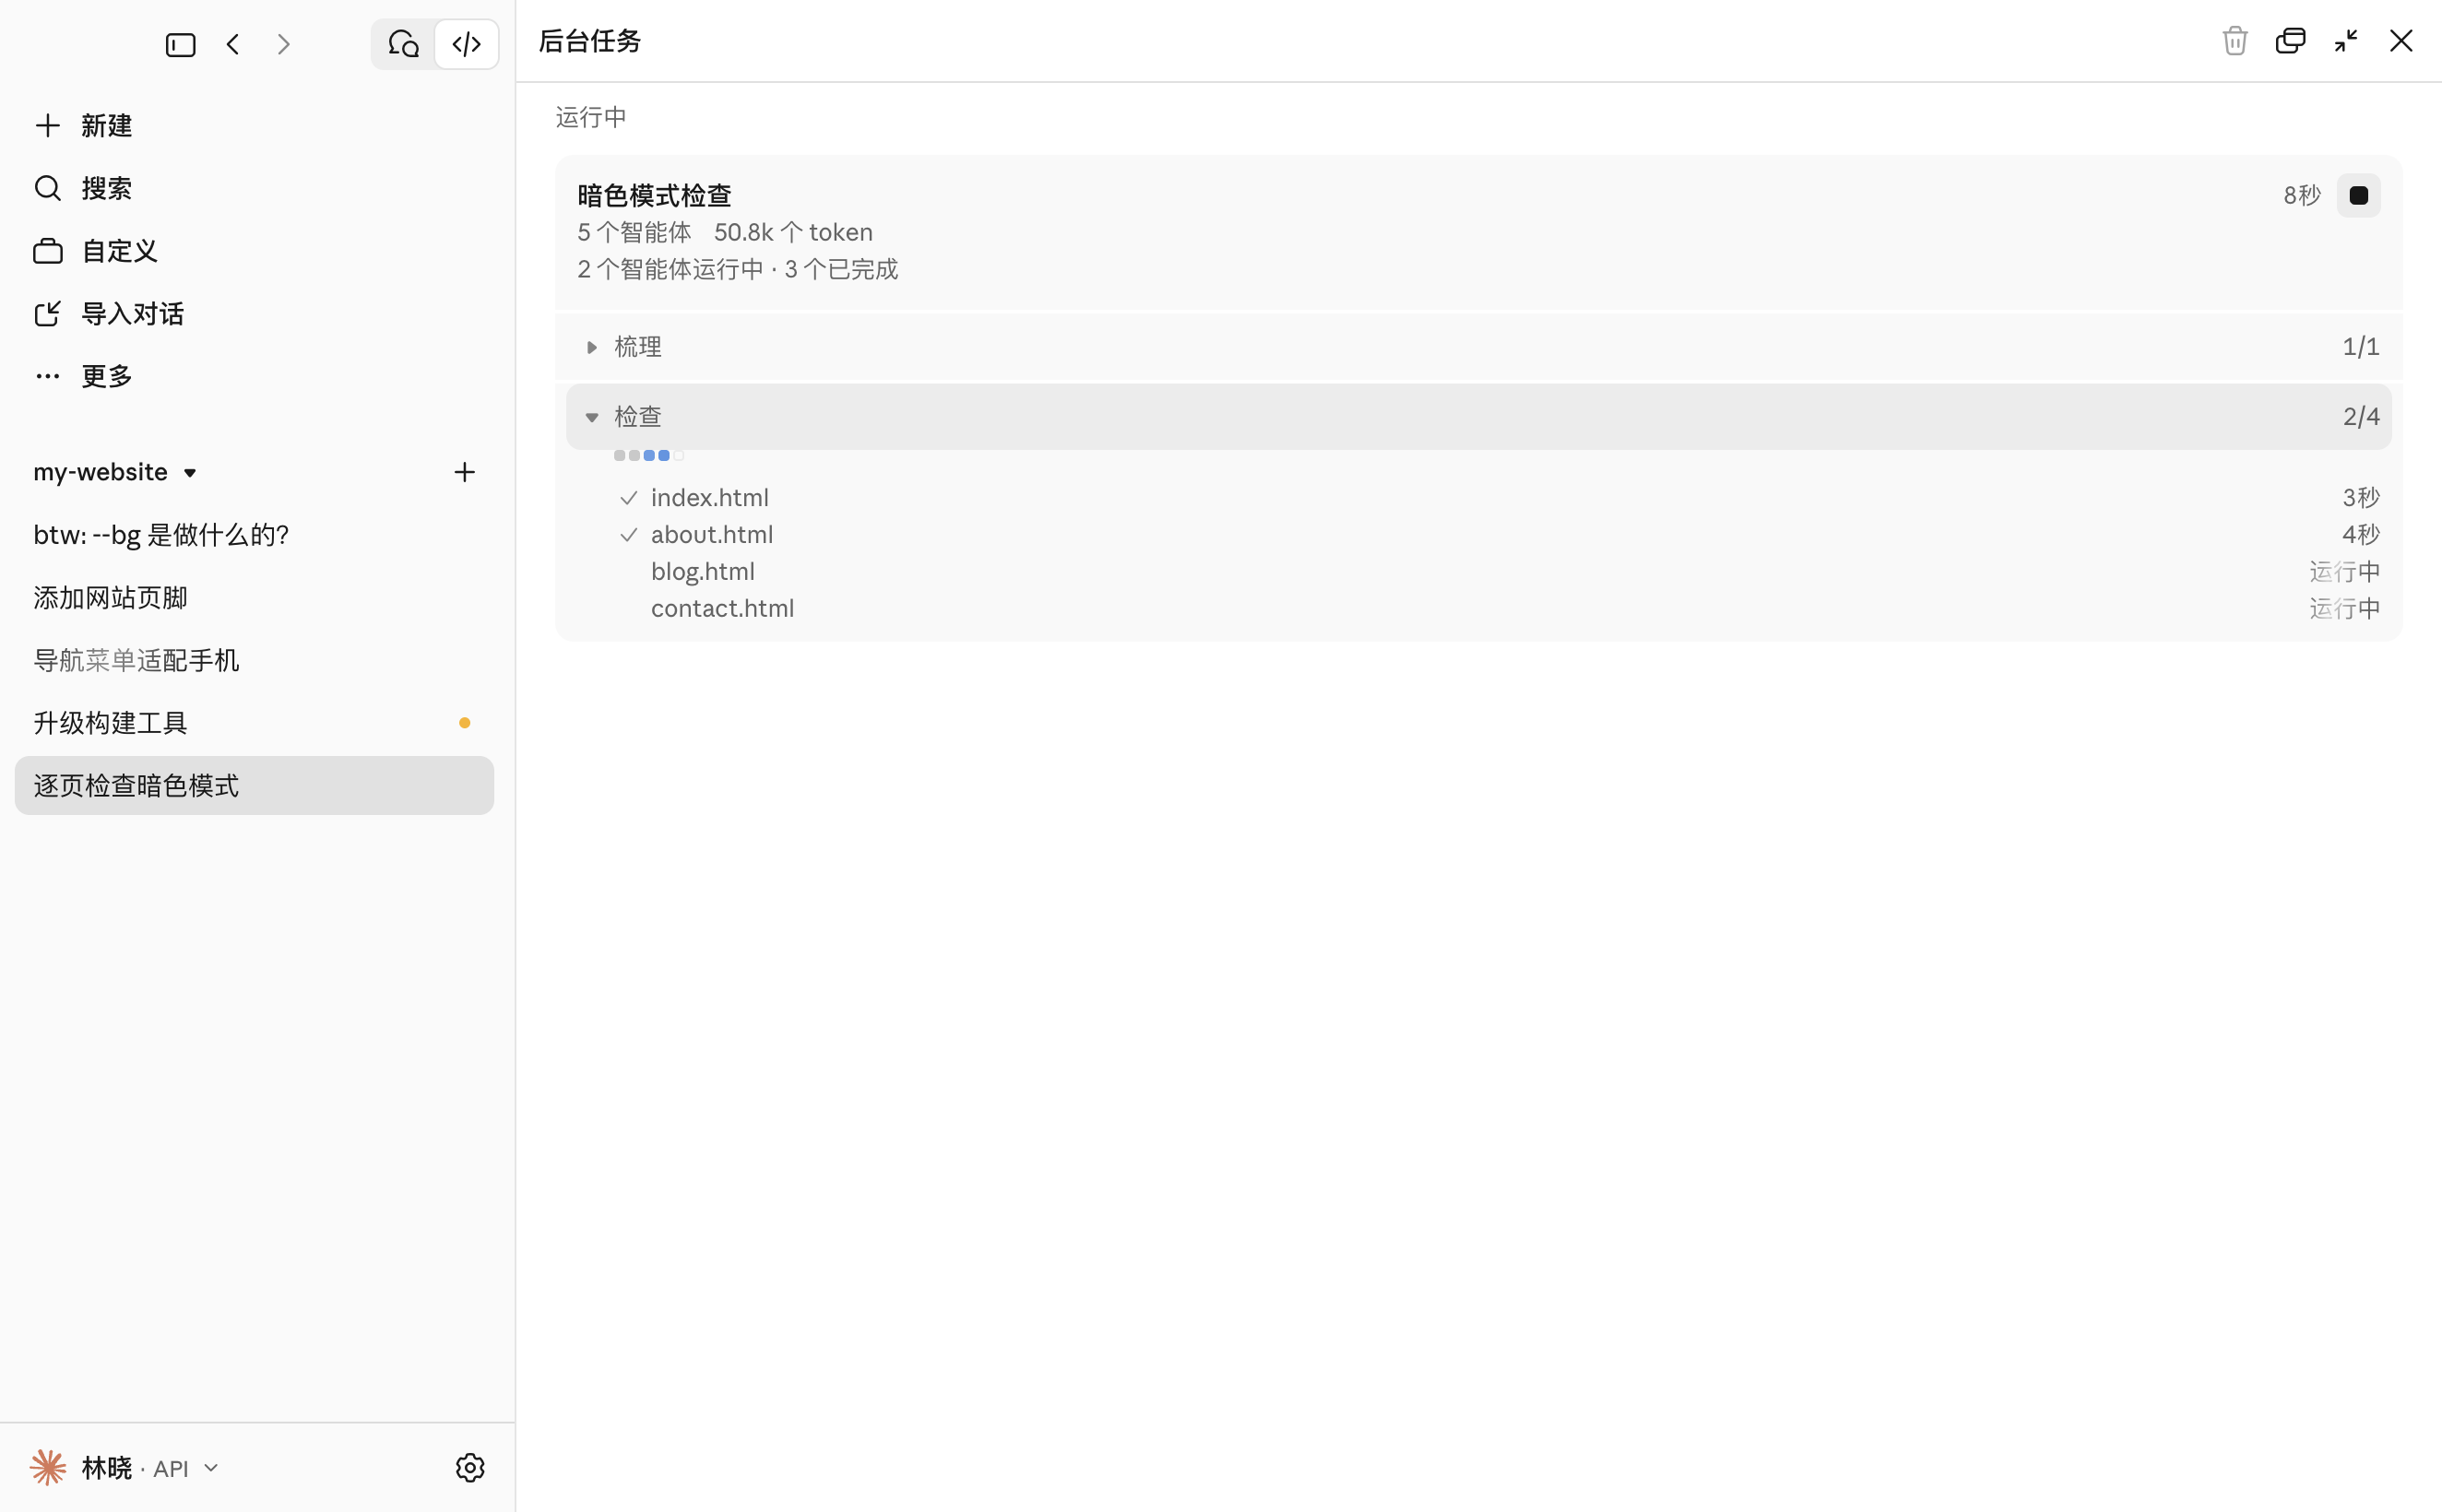 新建
搜索
自定义
导入对话
更多
my-website
btw: --bg 是做什么的?
添加网站页脚
导航菜单适配手机
升级构建工具
逐页检查暗色模式
林晓 · API
后台任务
运行中
暗色模式检查 8秒
5 个智能体 50.8k 个 token
2 个智能体运行中 · 3 个已完成
梳理 1/1
检查 2/4
index.html 3秒
about.html 4秒
blog.html 运行中
contact.html 运行中